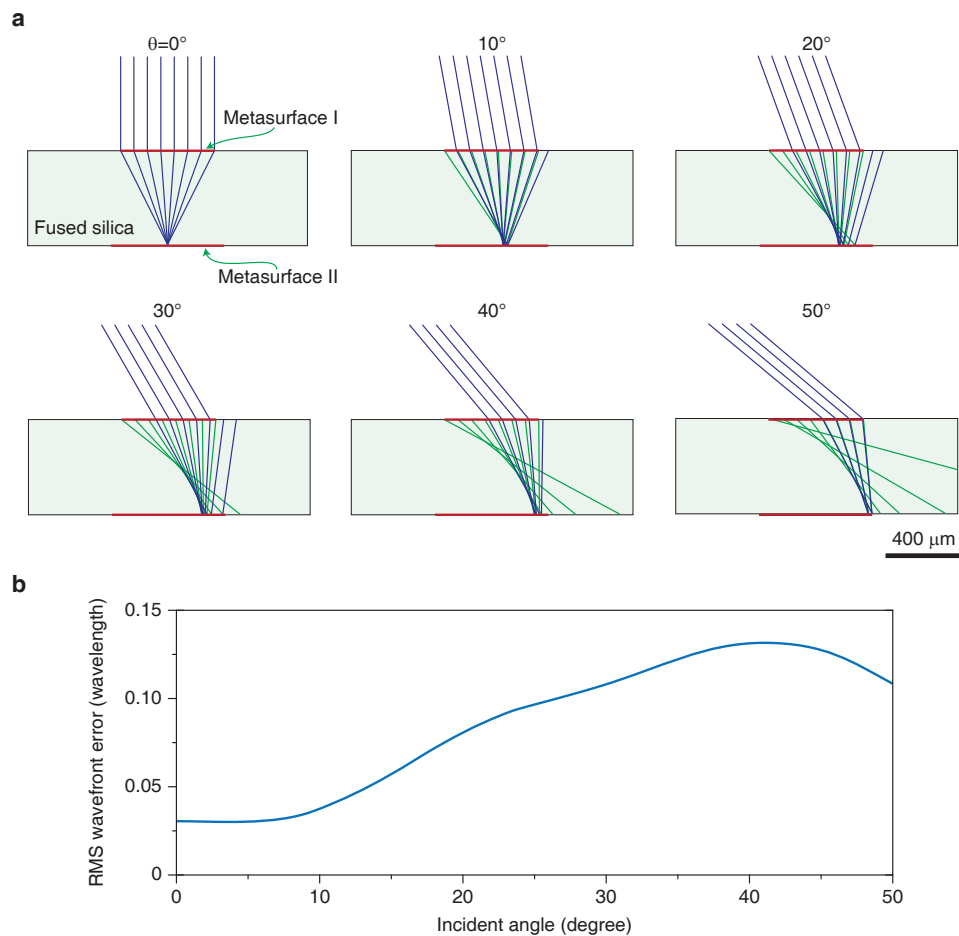 a
θ=0°
10°
20°
Metasurface I
Fused silica
Metasurface II
30°
40°
50°
400 μm
b
RMS wavefront error (wavelength)
0.15
0.10
0.05
0
0
10
20
30
40
50
Incident angle (degree)